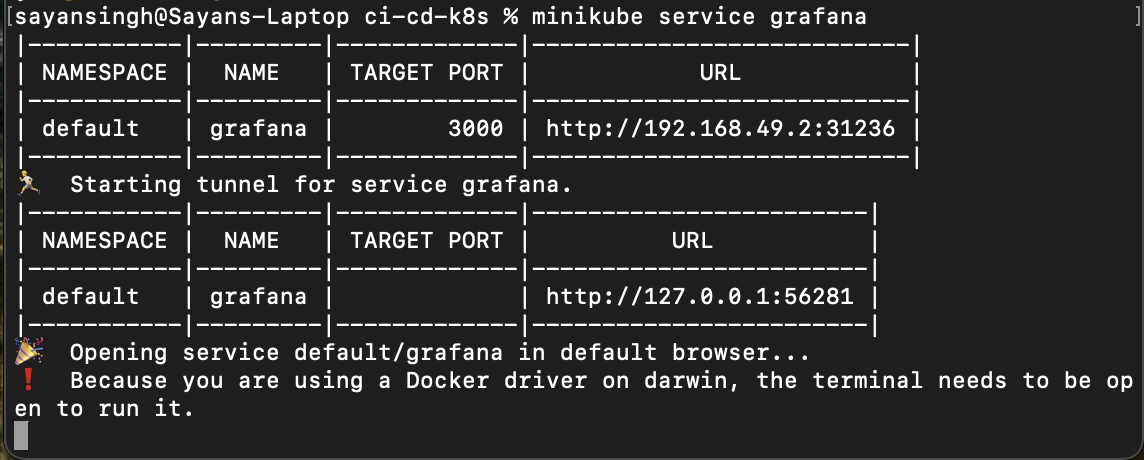 [sayansingh@Sayans-Laptop ci-cd-k8s % minikube service grafana ]
|-----------|---------|-------------|---------------------------|
| NAMESPACE |  NAME   | TARGET PORT |            URL            |
|-----------|---------|-------------|---------------------------|
| default   | grafana |        3000 | http://192.168.49.2:31236 |
|-----------|---------|-------------|---------------------------|
🏃  Starting tunnel for service grafana.
|-----------|---------|-------------|------------------------|
| NAMESPACE |  NAME   | TARGET PORT |          URL           |
|-----------|---------|-------------|------------------------|
| default   | grafana |             | http://127.0.0.1:56281 |
|-----------|---------|-------------|------------------------|
🎉  Opening service default/grafana in default browser...
❗  Because you are using a Docker driver on darwin, the terminal needs to be op
en to run it.